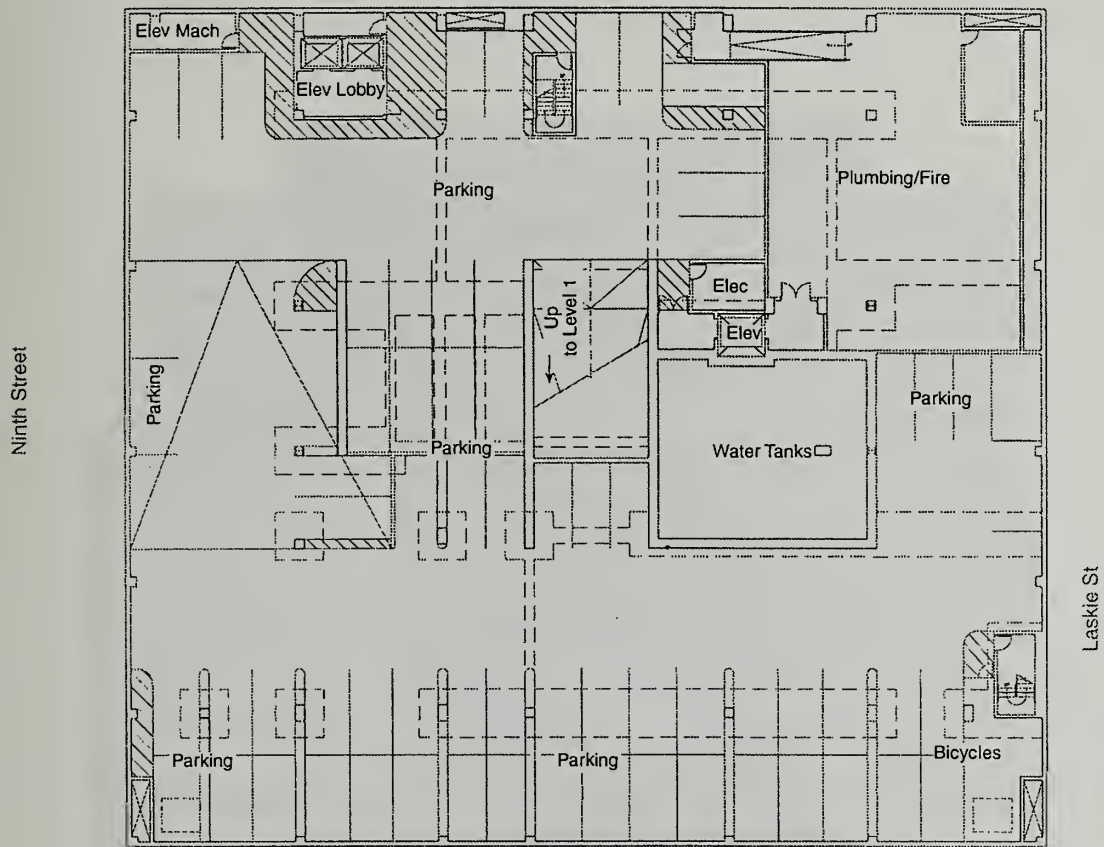 Elev Mach
Elev Lobby
Parking
Plumbing/Fire
Up
to Level 1
Elec
Elev
Parking
Parking
Parking
Water Tanks
Ninth Street
Laskie St
Parking
Parking
Bicycles